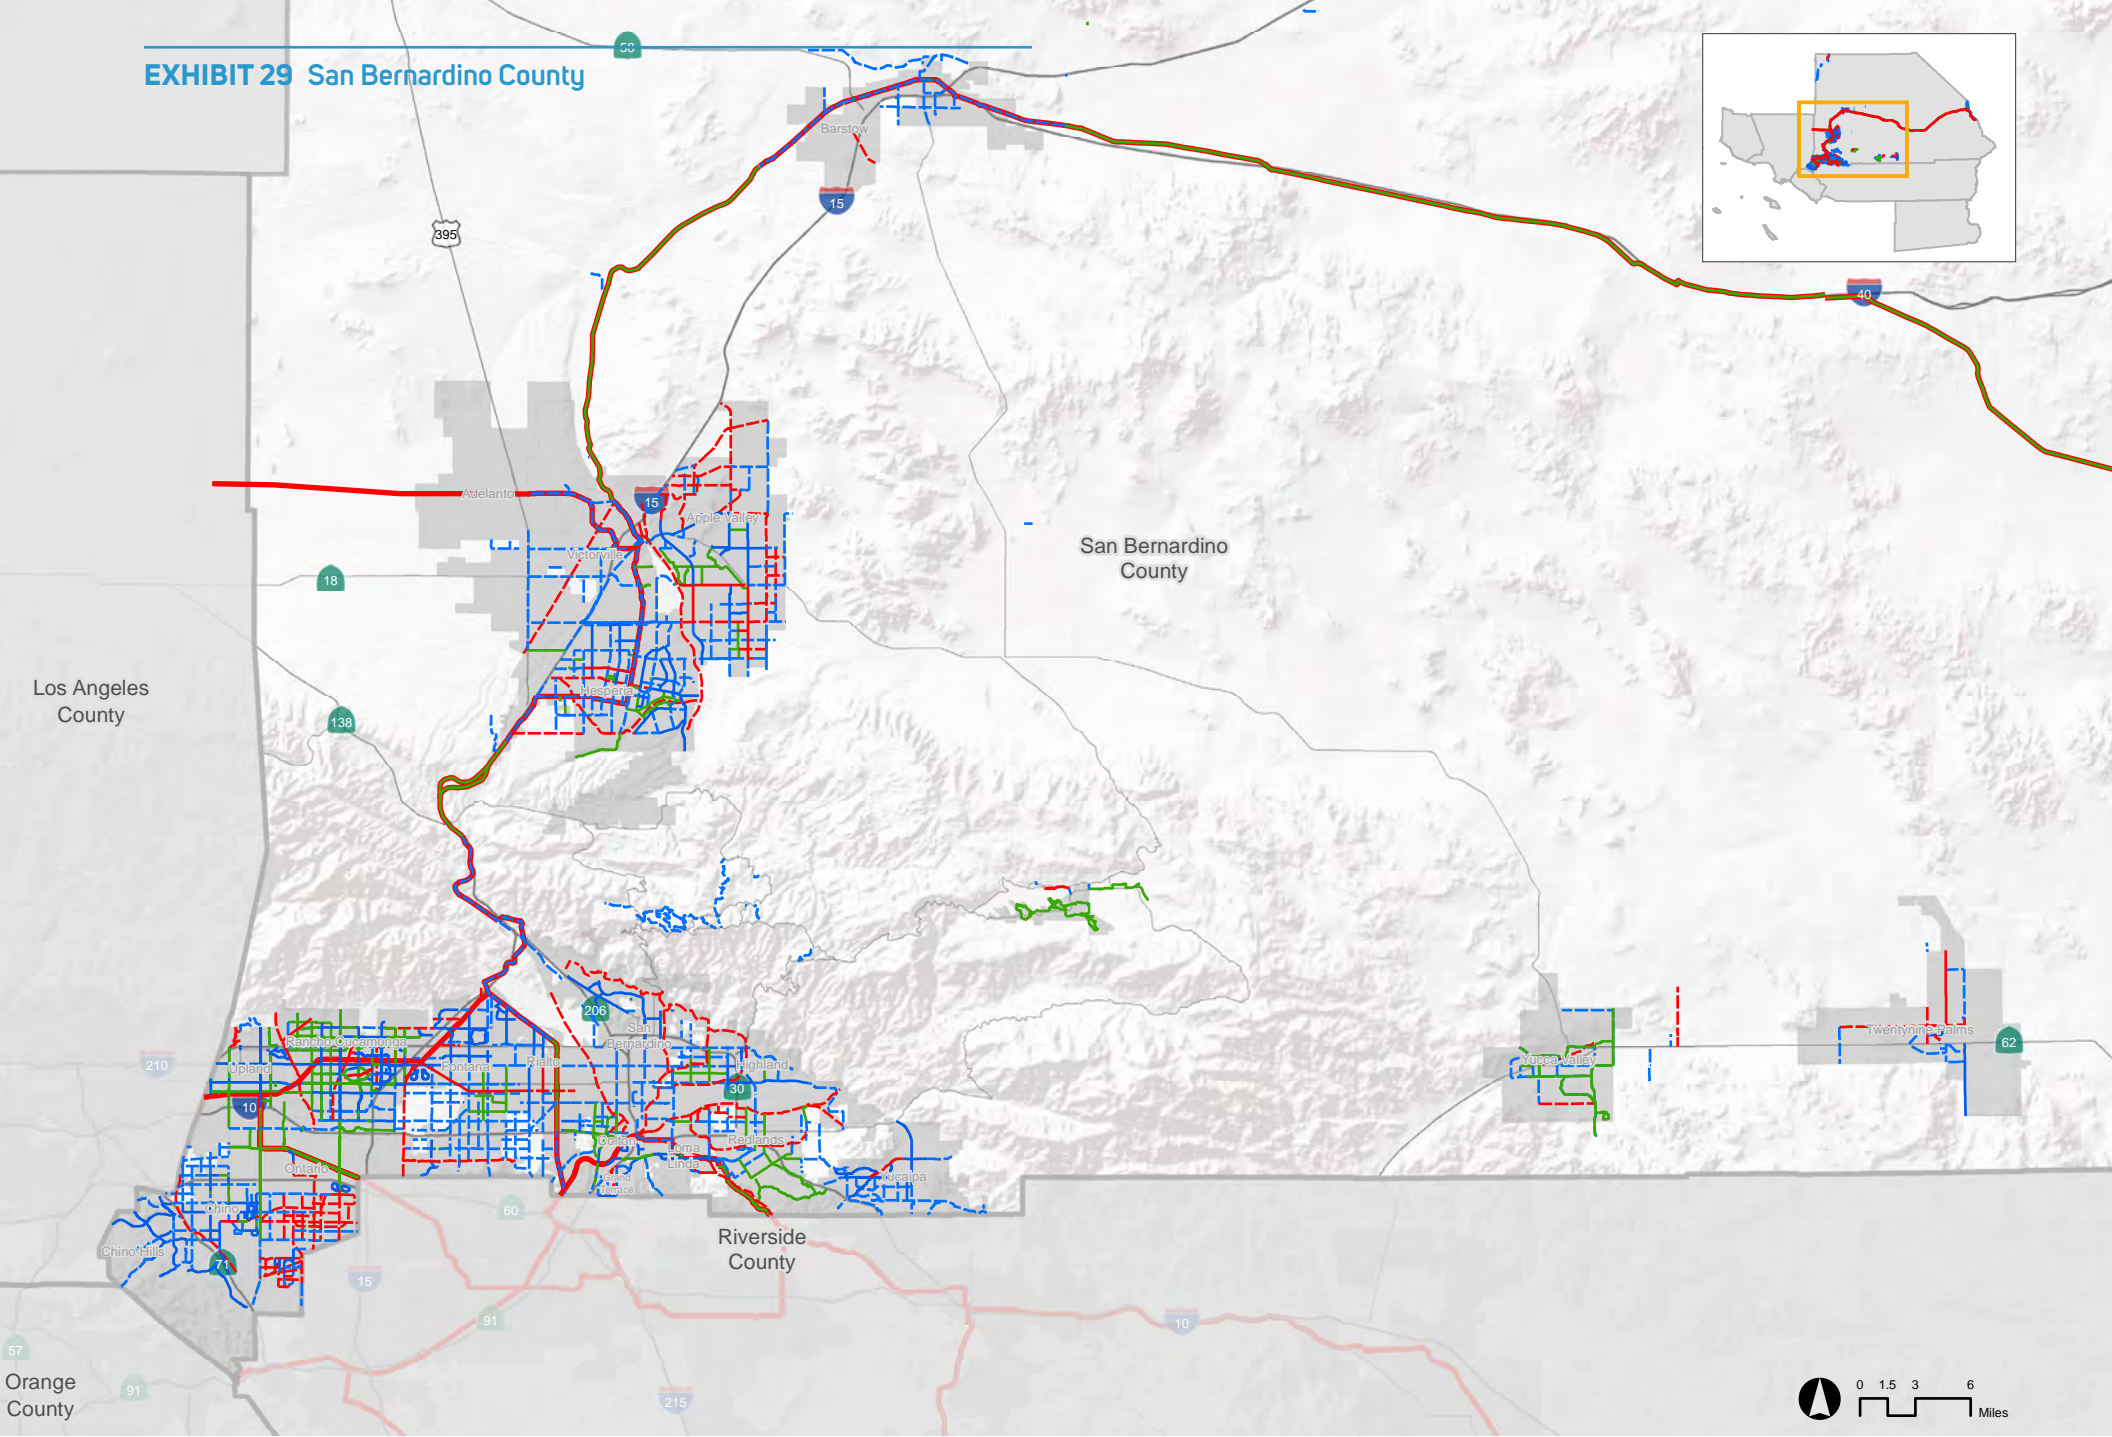 58
EXHIBIT 29 San Bernardino County
Barstow
15
395
40
Adelanto
15
Apple Valley
Victorville
San Bernardino
County
18
Hesperia
Los Angeles
County
138
206
San
Bernardino
Rancho Cucamonga
210
Upland
Fontana
Rialto
Highland
30
10
Yucca Valley
Twentynine Palms
62
Colton
Loma
Linda
Redlands
Ontario
Grand
Terrace
Yucaipa
Chino
60
Chino Hills
71
Riverside
County
15
91
10
57
Orange
County
91
215
0 1.5 3 6
Miles